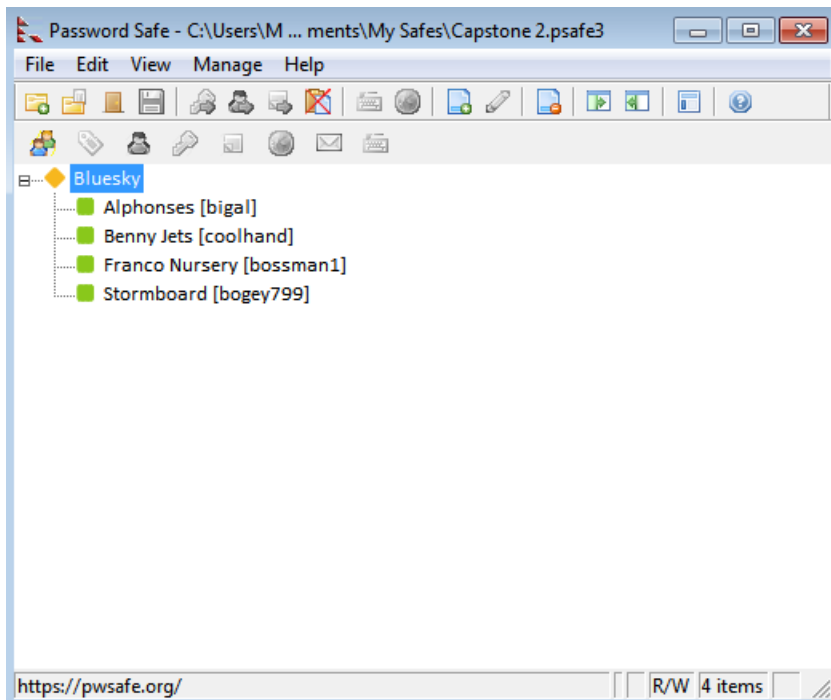 Password Safe - C:\Users\M ... ments\My Safes\Capstone 2.psafe3
File Edit View Manage Help
Bluesky
Alphonses [bigal]
Benny Jets [coolhand]
Franco Nursery [bossman1]
Stormboard [bogey799]
https://pwsafe.org/ R/W 4 items